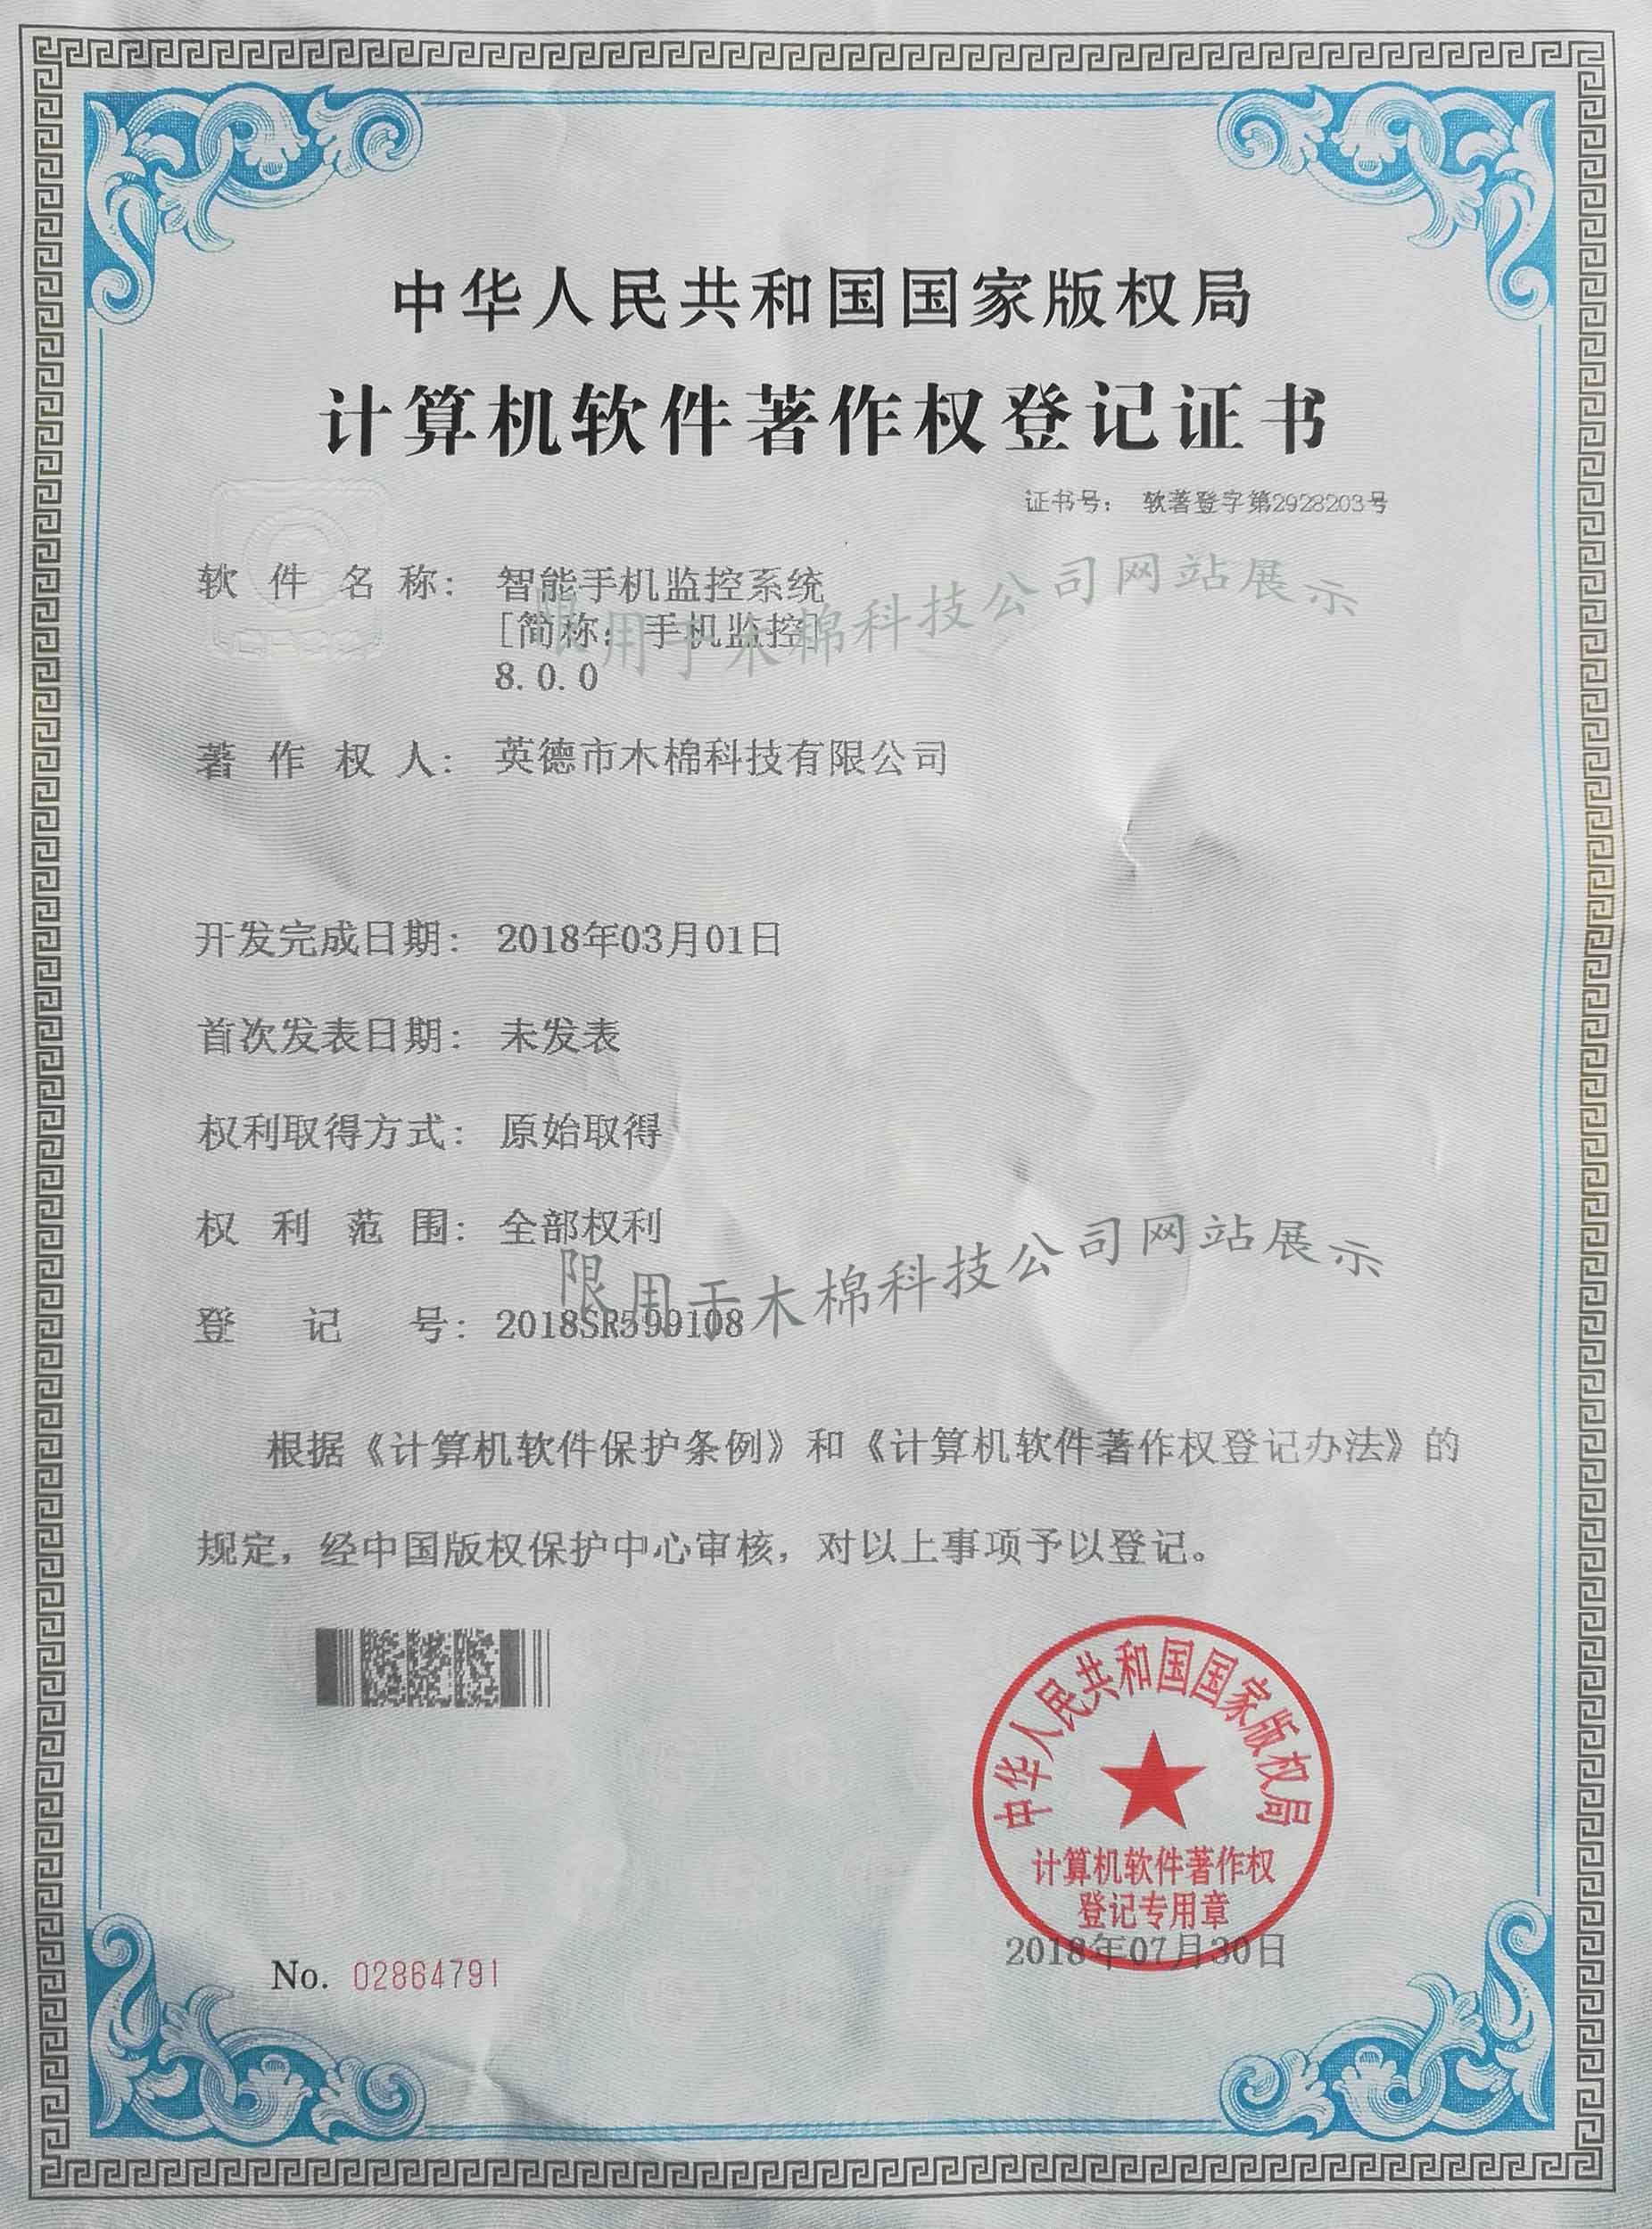 中华人民共和国国家版权局
计算机软件著作权登记证书
证书号： 软著登字第2928203号
软件名称： 智能手机监控系统
[简称：手机监控]
8.0.0
限用于木棉科技公司网站展示
著作权人： 英德市木棉科技有限公司
开发完成日期： 2018年03月01日
首次发表日期： 未发表
权利取得方式： 原始取得
权利范围： 全部权利
限用于木棉科技公司网站展示
登记号： 2018SR599108
根据《计算机软件保护条例》和《计算机软件著作权登记办法》的
规定，经中国版权保护中心审核，对以上事项予以登记。
中华人民共和国国家版权局
计算机软件著作权
登记专用章
2018年07月30日
No. 02864791